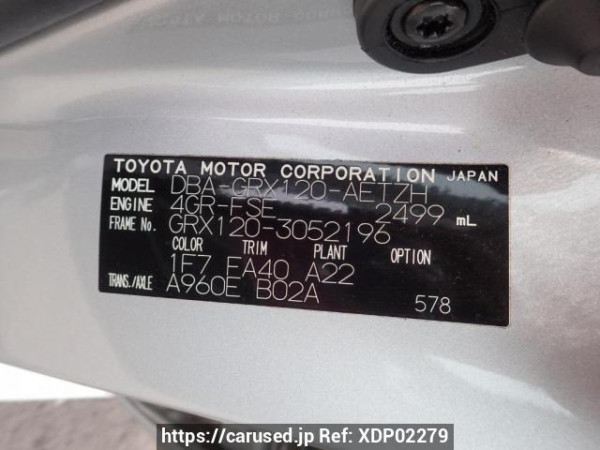 TOYOTA MOTOR CORPORATION JAPAN
MODEL DBA-GRX120-AETZH
ENGINE 4GR-FSE 2499 mL
FRAME No. GRX120-3052196
COLOR TRIM PLANT OPTION
1F7 FA40 A22
TRANS./AXLE A960E B02A
578
https://carused.jp Ref: XDP02279